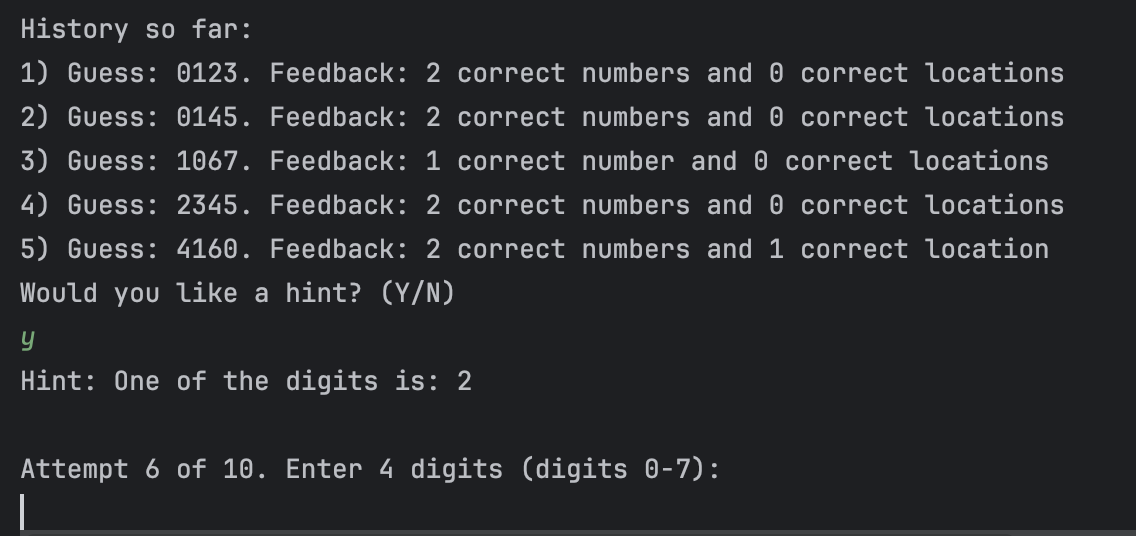 History so far:
1) Guess: 0123. Feedback: 2 correct numbers and 0 correct locations
2) Guess: 0145. Feedback: 2 correct numbers and 0 correct locations
3) Guess: 1067. Feedback: 1 correct number and 0 correct locations
4) Guess: 2345. Feedback: 2 correct numbers and 0 correct locations
5) Guess: 4160. Feedback: 2 correct numbers and 1 correct location
Would you like a hint? (Y/N)
y
Hint: One of the digits is: 2
Attempt 6 of 10. Enter 4 digits (digits 0-7):